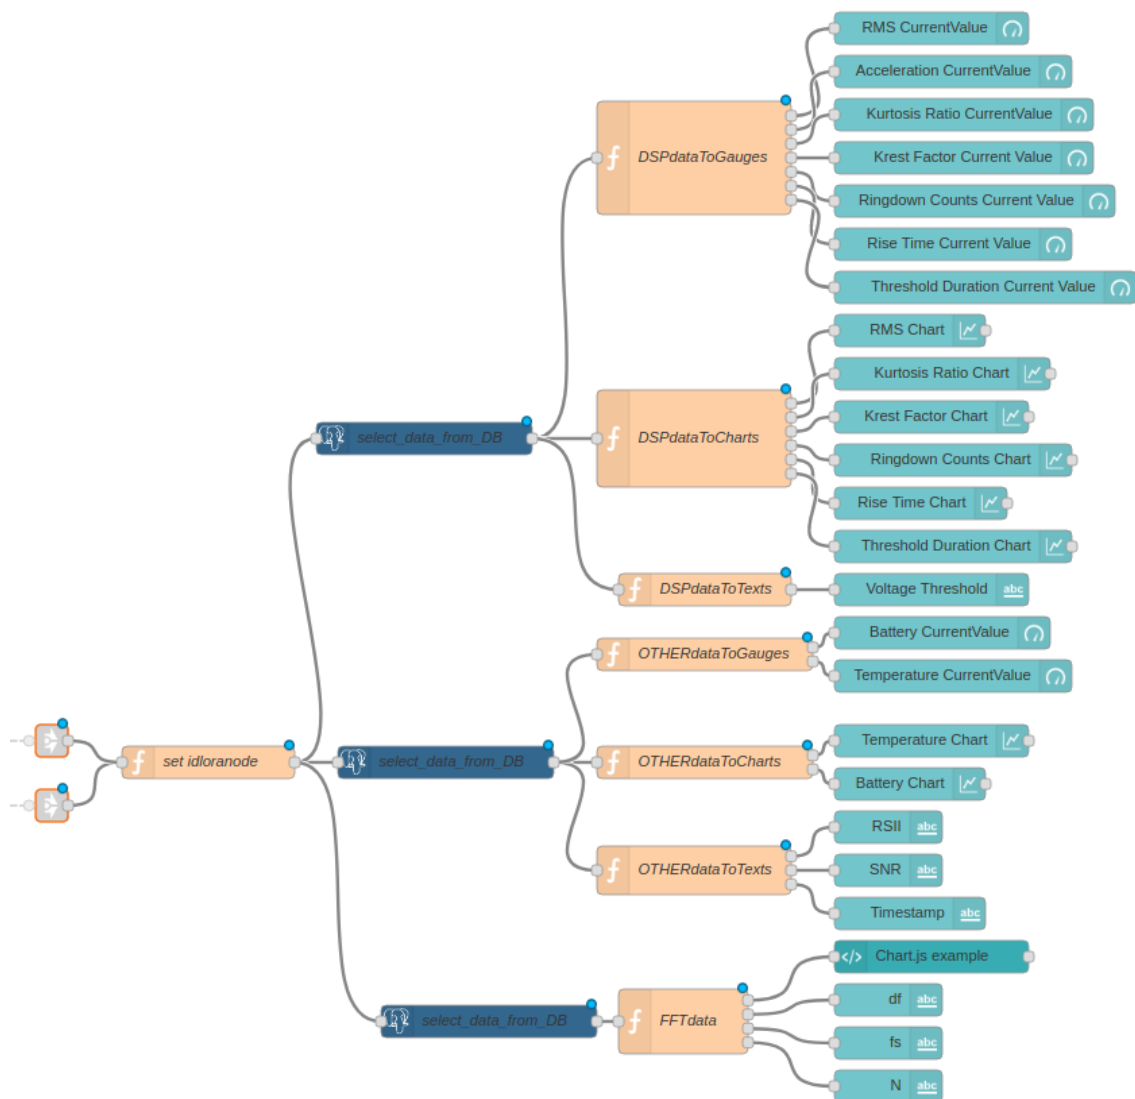 RMS CurrentValue
Acceleration CurrentValue
Kurtosis Ratio CurrentValue
DSPdataToGauges
Krest Factor Current Value
Ringdown Counts Current Value
Rise Time Current Value
Threshold Duration Current Value
RMS Chart
Kurtosis Ratio Chart
Krest Factor Chart
select_data_from_DB
DSPdataToCharts
Ringdown Counts Chart
Rise Time Chart
Threshold Duration Chart
DSPdataToTexts
Voltage Threshold
abc
Battery CurrentValue
OTHERdataToGauges
Temperature CurrentValue
Temperature Chart
set idloranode
select_data_from_DB
OTHERdataToCharts
Battery Chart
RSII
abc
OTHERdataToTexts
SNR
abc
Timestamp
abc
Chart.js example
df
abc
select_data_from_DB
FFTdata
fs
abc
N
abc